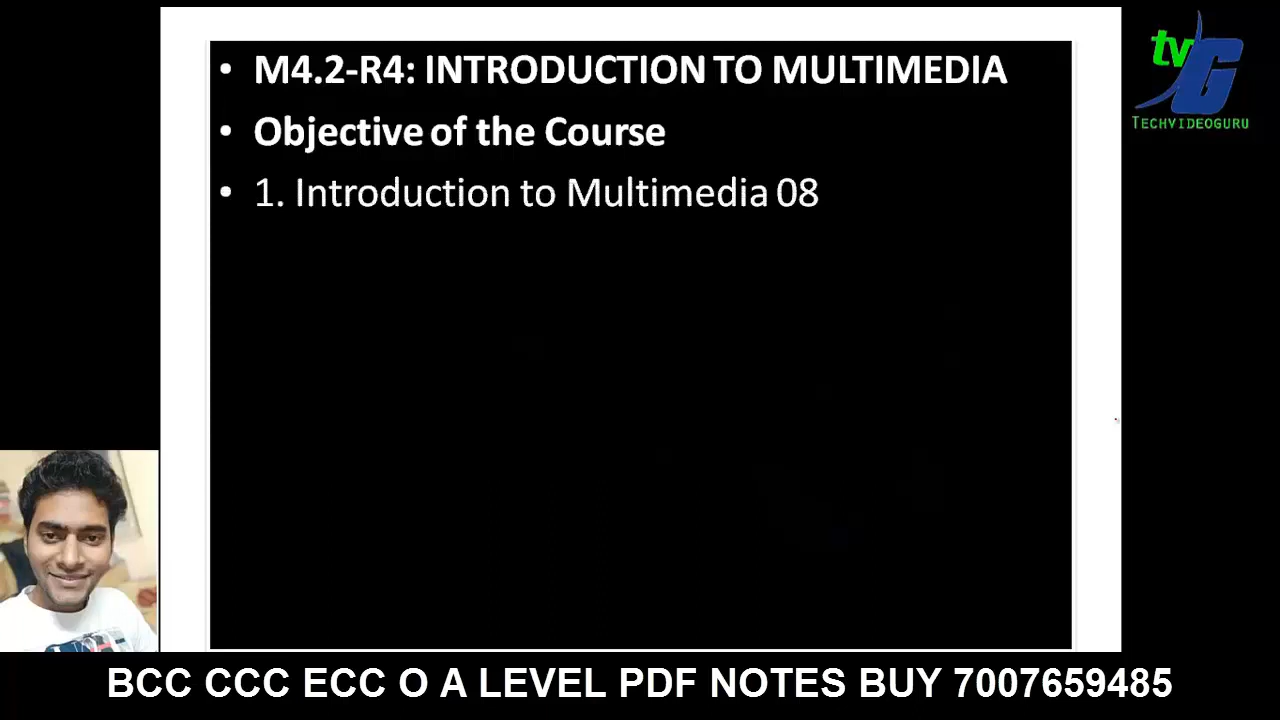 • M4.2-R4: INTRODUCTION TO MULTIMEDIA
• Objective of the Course
• 1. Introduction to Multimedia 08
tvG
TECHVIDEOGURU
BCC CCC ECC O A LEVEL PDF NOTES BUY 7007659485